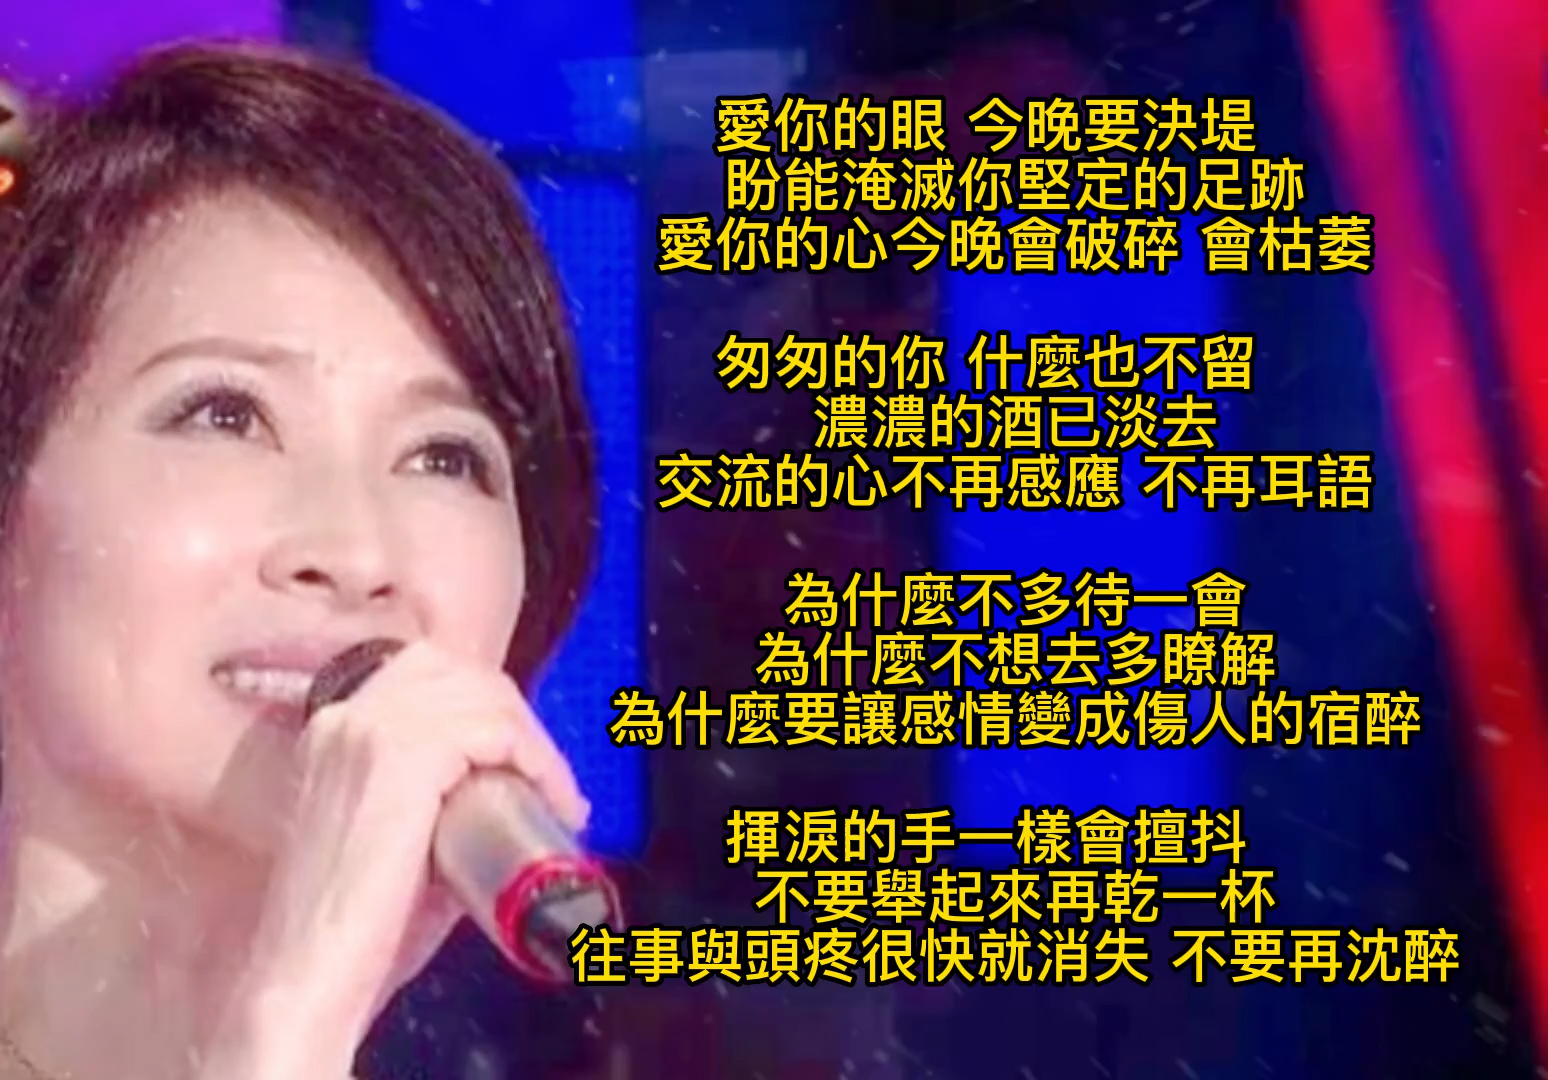 愛你的眼 今晚要決堤
盼能淹滅你堅定的足跡
愛你的心今晚會破碎 會枯萎
匆匆的你 什麼也不留
濃濃的酒已淡去
交流的心不再感應 不再耳語
為什麼不多待一會
為什麼不想去多瞭解
為什麼要讓感情變成傷人的宿醉
揮淚的手一樣會擅抖
不要舉起來再乾一杯
往事與頭疼很快就消失 不要再沈醉